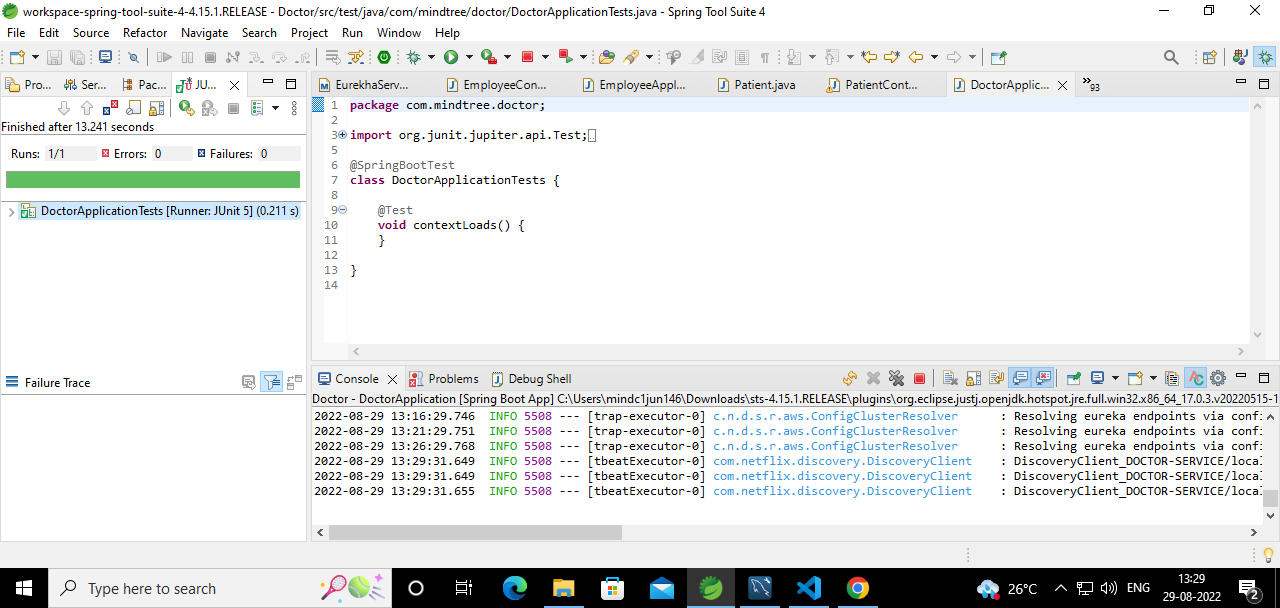 workspace-spring-tool-suite-4-4.15.1.RELEASE - Doctor/src/test/java/com/mindtree/doctor/DoctorApplicationTests.java - Spring Tool Suite 4
File Edit Source Refactor Navigate Search Project Run Window Help
Pro... Ser... Pac... JU...
EurekhaServ... EmployeeCon... EmployeeAppl... Patient.java PatientCont... DoctorApplic... »93
Finished after 13.241 seconds
Runs: 1/1 Errors: 0 Failures: 0
DoctorApplicationTests [Runner: JUnit 5] (0.211 s)
Failure Trace
1 package com.mindtree.doctor;
2
3 import org.junit.jupiter.api.Test;
5
6 @SpringBootTest
7 class DoctorApplicationTests {
8
9 @Test
10 void contextLoads() {
11 }
12
13 }
14
Console Problems Debug Shell
Doctor - DoctorApplication [Spring Boot App] C:\Users\mindc1jun146\Downloads\sts-4.15.1.RELEASE\plugins\org.eclipse.justj.openjdk.hotspot.jre.full.win32.x86_64_17.0.3.v20220515-1
2022-08-29 13:16:29.746 INFO 5508 --- [trap-executor-0] c.n.d.s.r.aws.ConfigClusterResolver : Resolving eureka endpoints via confi
2022-08-29 13:21:29.751 INFO 5508 --- [trap-executor-0] c.n.d.s.r.aws.ConfigClusterResolver : Resolving eureka endpoints via confi
2022-08-29 13:26:29.768 INFO 5508 --- [trap-executor-0] c.n.d.s.r.aws.ConfigClusterResolver : Resolving eureka endpoints via confi
2022-08-29 13:29:31.649 INFO 5508 --- [tbeatExecutor-0] com.netflix.discovery.DiscoveryClient : DiscoveryClient_DOCTOR-SERVICE/local
2022-08-29 13:29:31.649 INFO 5508 --- [tbeatExecutor-0] com.netflix.discovery.DiscoveryClient : DiscoveryClient_DOCTOR-SERVICE/local
2022-08-29 13:29:31.655 INFO 5508 --- [tbeatExecutor-0] com.netflix.discovery.DiscoveryClient : DiscoveryClient_DOCTOR-SERVICE/local
Type here to search
26°C ENG 13:29
29-08-2022
2